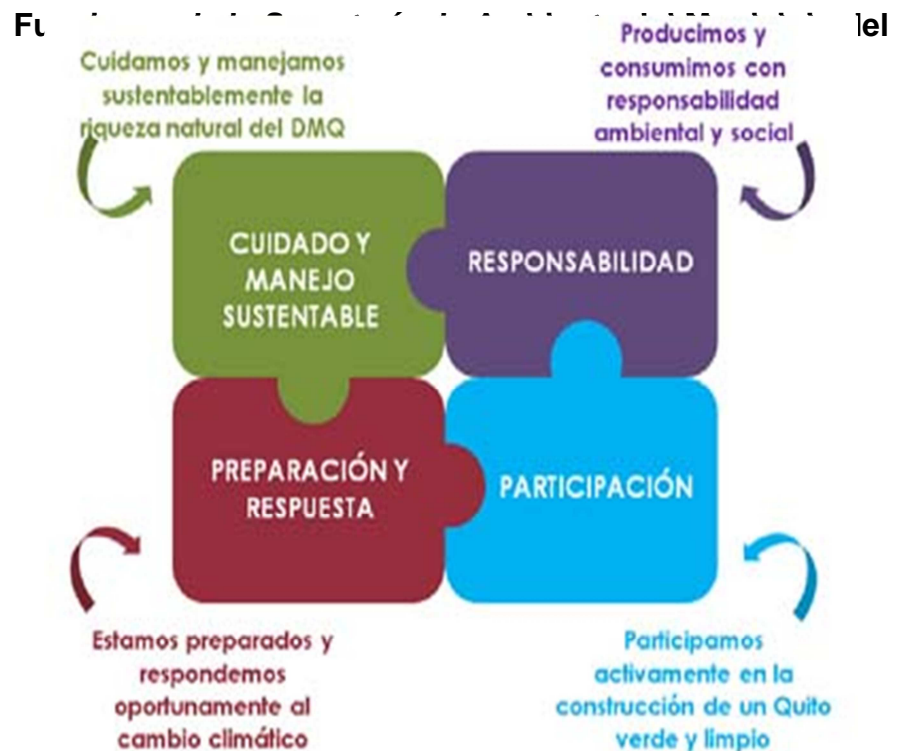 del
Cuidamos y manejamos
sustentablemente la
riqueza natural del DMQ
Producimos y
consumimos con
responsabilidad
ambiental y social
CUIDADO Y
MANEJO
SUSTENTABLE
RESPONSABILIDAD
PREPARACIÓN Y
RESPUESTA
PARTICIPACIÓN
Estamos preparados y
respondemos
oportunamente al
cambio climático
Participamos
activamente en la
construcción de un Quito
verde y limpio